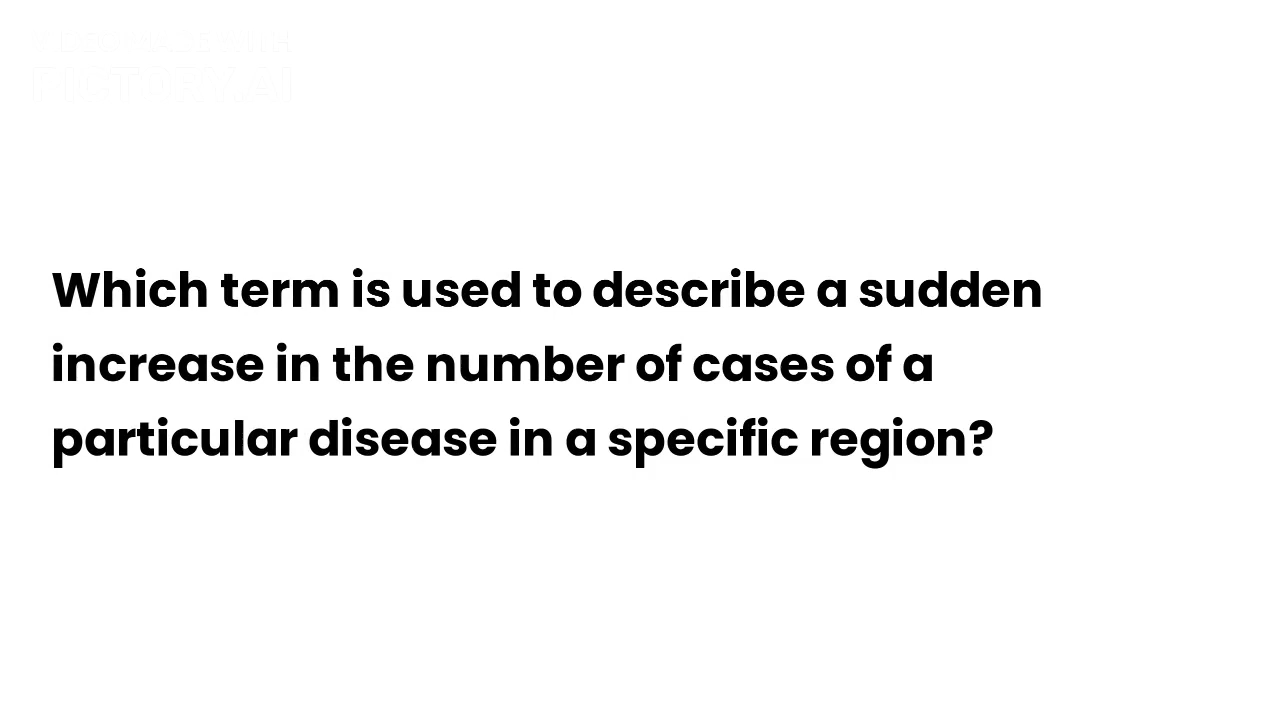 Which term is used to describe a sudden
increase in the number of cases of a
particular disease in a specific region?